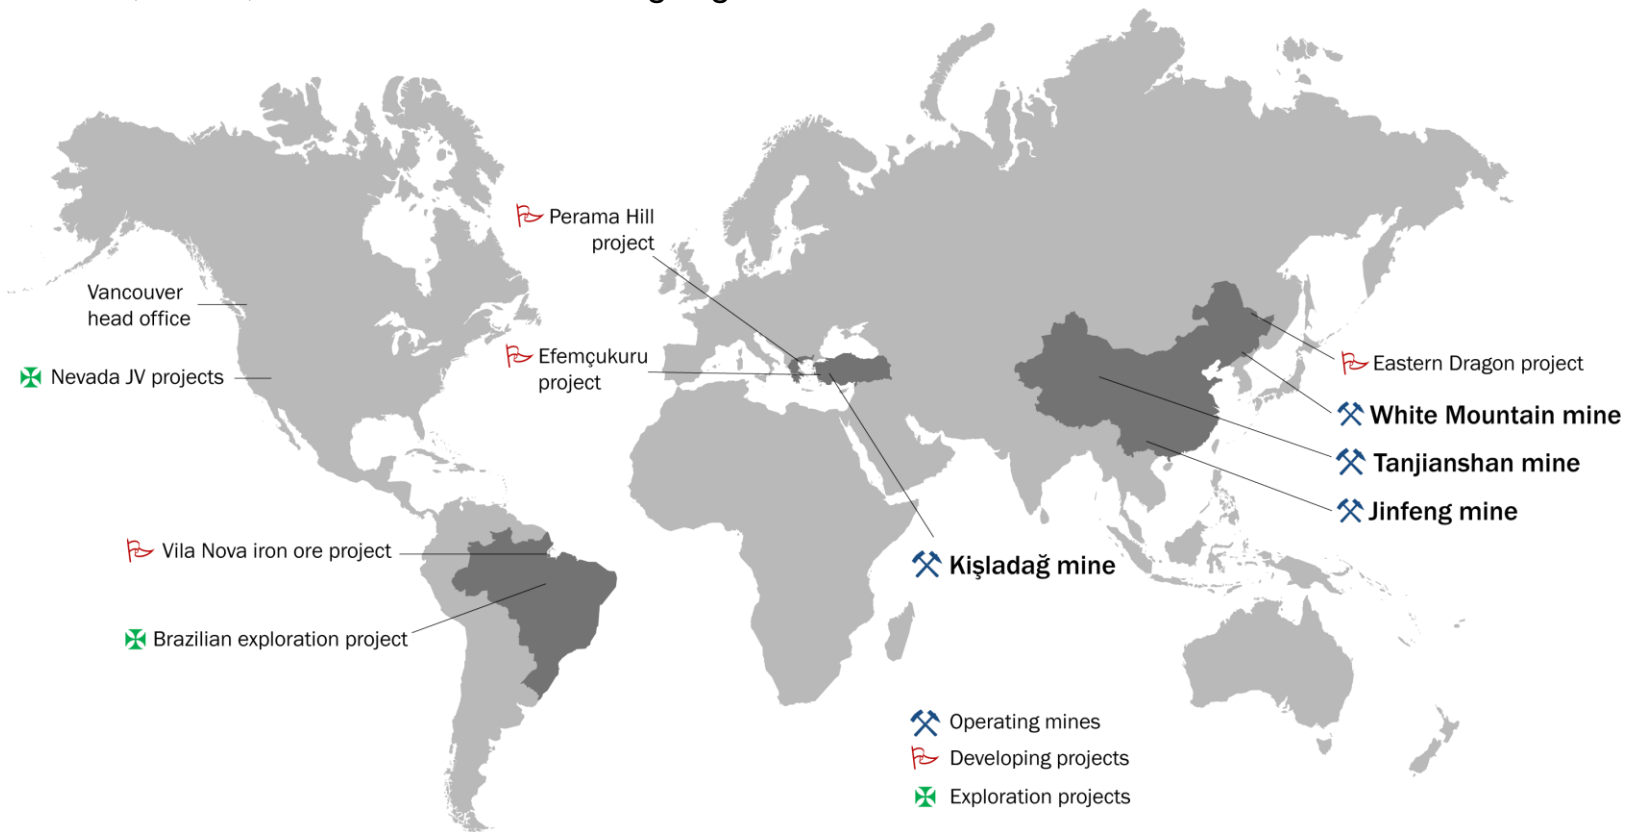 Perama Hill
project
Vancouver
head office
Efemçukuru
project
Nevada JV projects
Eastern Dragon project
White Mountain mine
Tanjianshan mine
Jinfeng mine
Vila Nova iron ore project
Kişladağ mine
Brazilian exploration project
Operating mines
Developing projects
Exploration projects